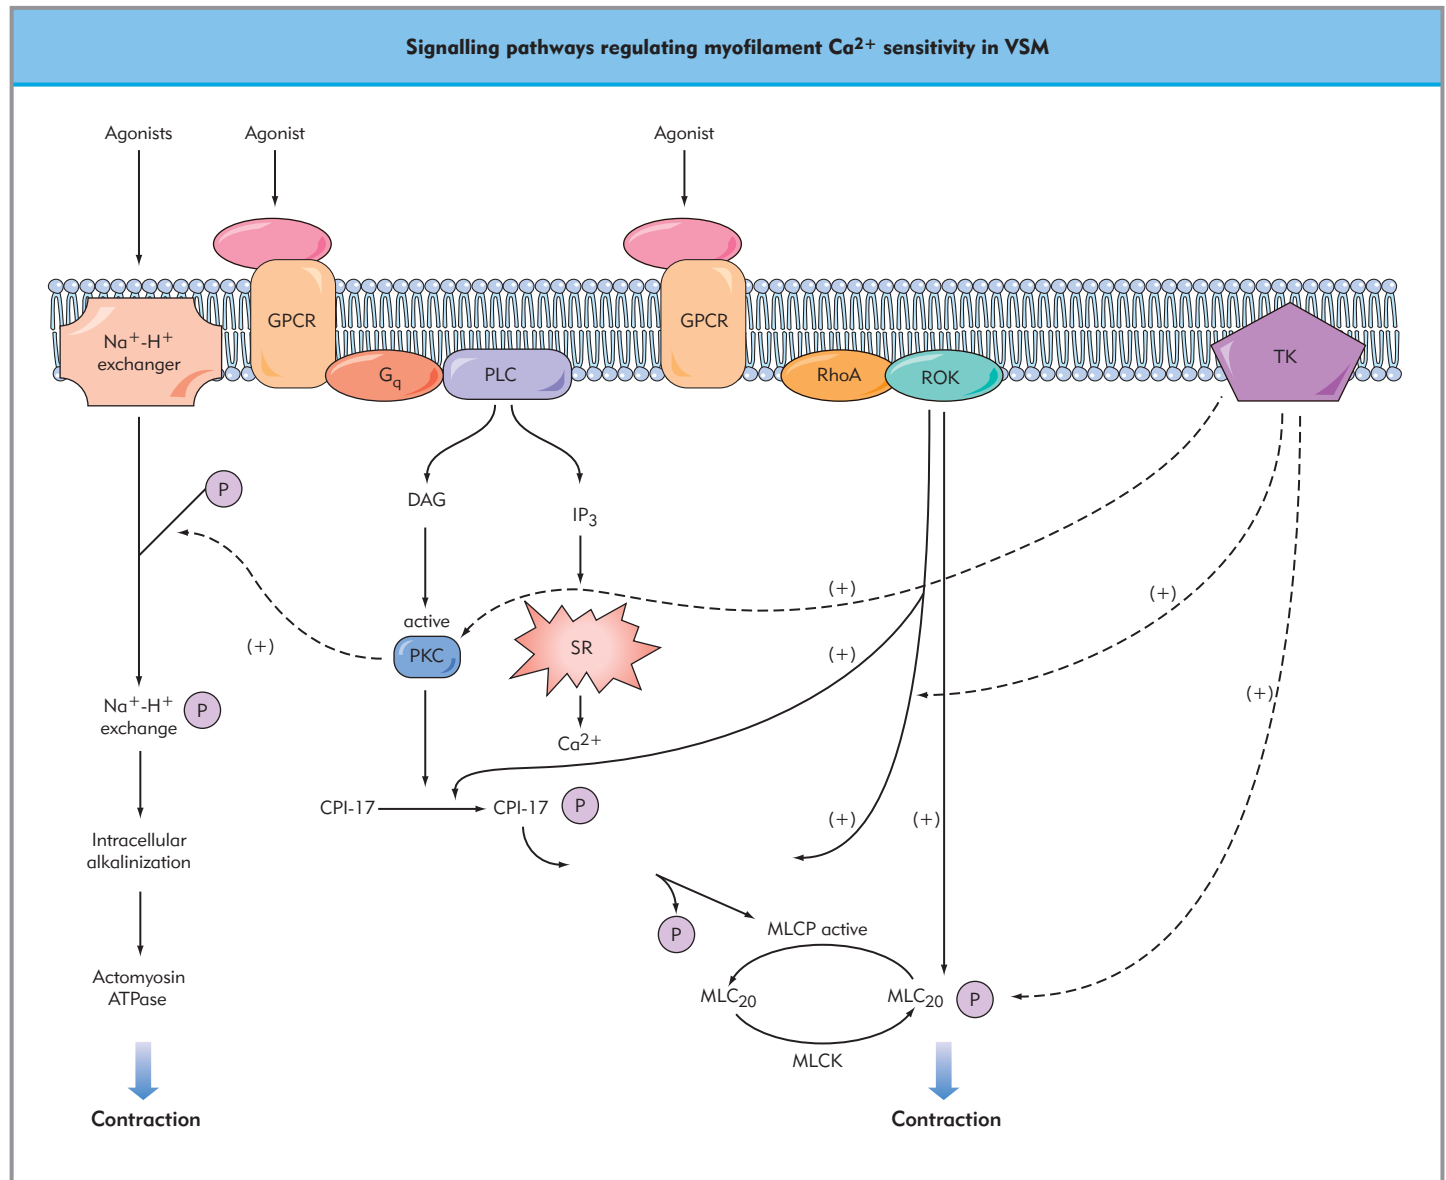 Signalling pathways regulating myofilament Ca²⁺ sensitivity in VSM
Agonists
Agonist
Agonist
Na⁺-H⁺
exchanger
GPCR
Gq
PLC
GPCR
RhoA
ROK
TK
P
DAG
IP₃
(+)
(+)
active
PKC
(+)
SR
(+)
(+)
Na⁺-H⁺
exchange
P
Ca²⁺
CPI-17
CPI-17
P
(+)
(+)
Intracellular
alkalinization
P
MLCP active
Actomyosin
ATPase
MLC₂₀
MLC₂₀
P
MLCK
Contraction
Contraction